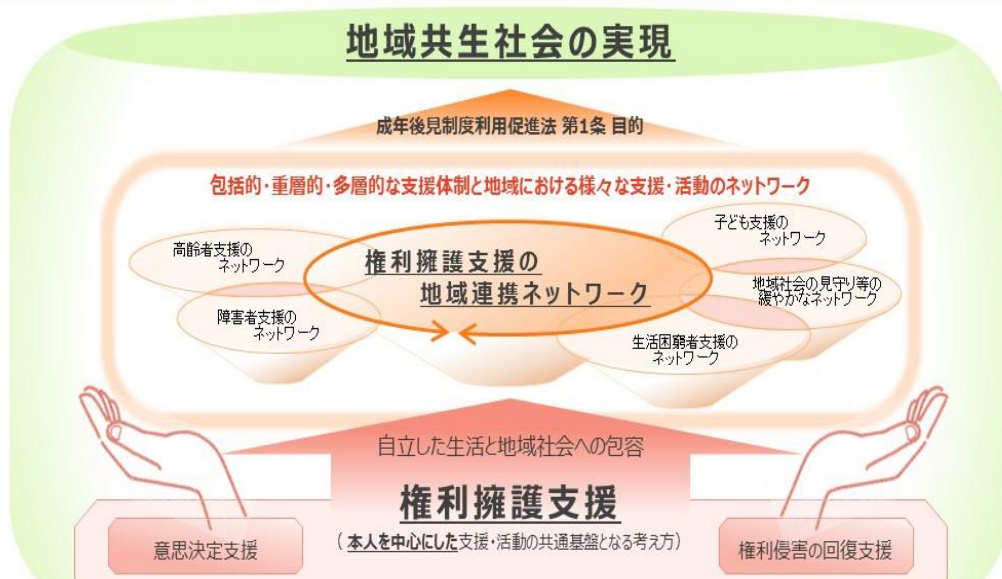 地域共生社会の実現
成年後見制度利用促進法 第1条 目的
包括的・重層的・多層的な支援体制と地域における様々な支援・活動のネットワーク
高齢者支援の
ネットワーク
障害者支援の
ネットワーク
権利擁護支援の
地域連携ネットワーク
子ども支援の
ネットワーク
地域社会の見守り等の
緩やかなネットワーク
生活困窮者支援の
ネットワーク
自立した生活と地域社会への包容
権利擁護支援
(本人を中心にした支援・活動の共通基盤となる考え方)
意思決定支援
権利侵害の回復支援